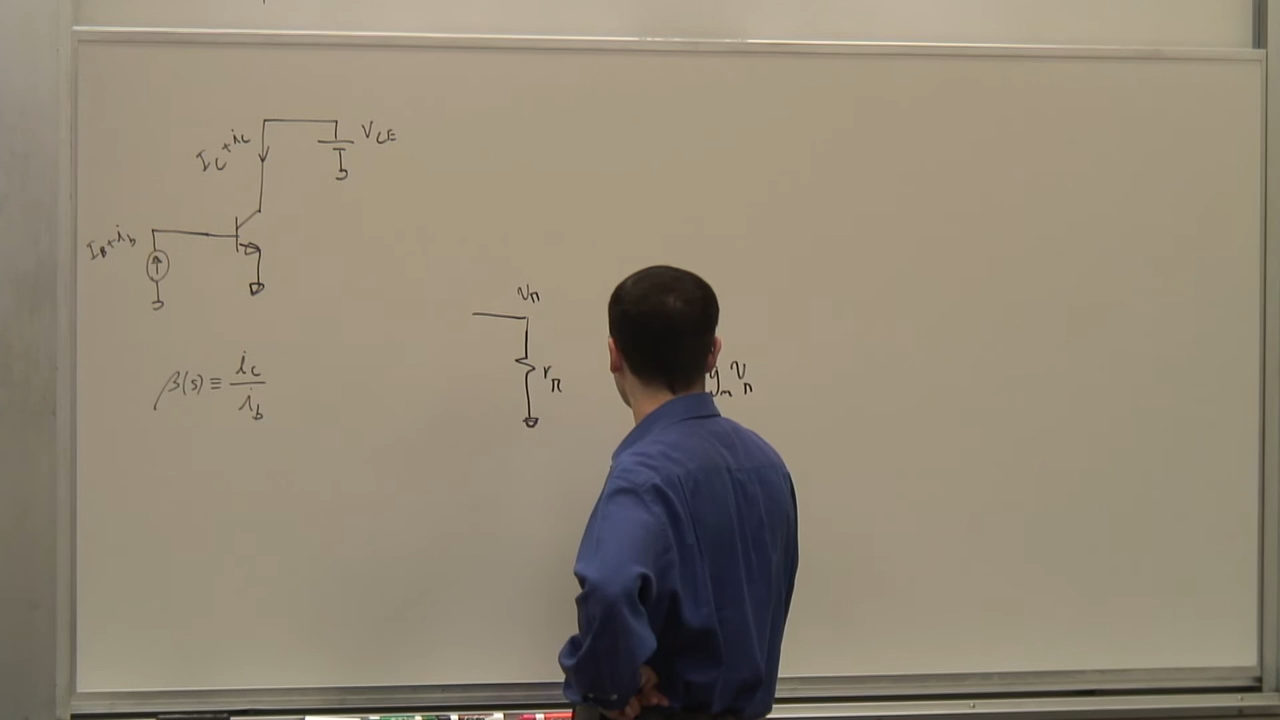 I_C + i_c
V_CE
I_B + i_b
β(s) ≡ i_c / i_b
v_π
r_π
g_m v_π